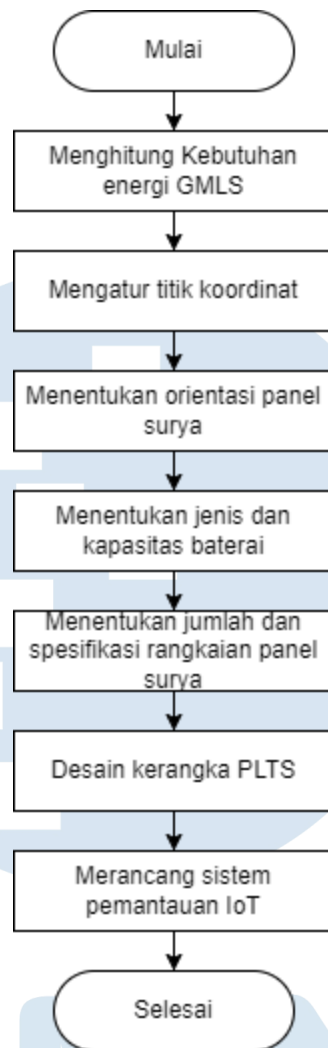 Mulai
Menghitung Kebutuhan
energi GMLS
Mengatur titik koordinat
Menentukan orientasi panel
surya
Menentukan jenis dan
kapasitas baterai
Menentukan jumlah dan
spesifikasi rangkaian panel
surya
Desain kerangka PLTS
Merancang sistem
pemantauan IoT
Selesai